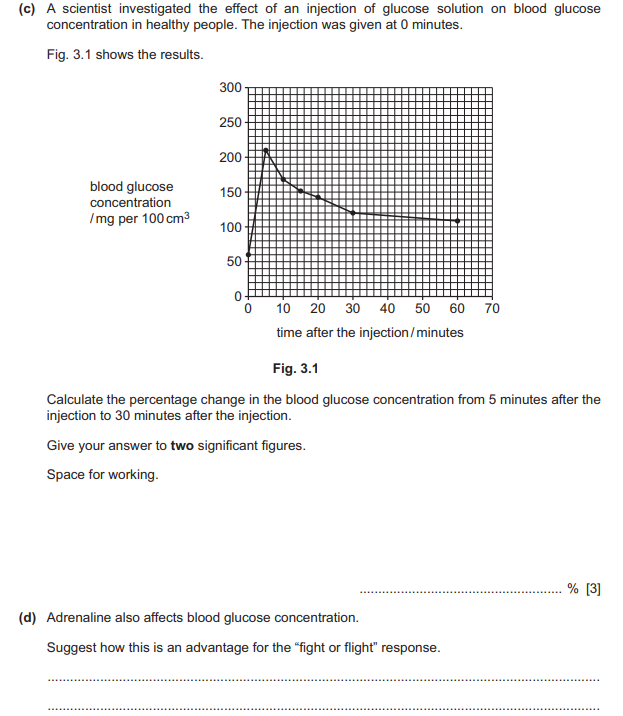 (c) A scientist investigated the effect of an injection of glucose solution on blood glucose
concentration in healthy people. The injection was given at 0 minutes.
Fig. 3.1 shows the results.
300
250
200
150
100
50
0
blood glucose
concentration
/ mg per 100 cm³
0 10 20 30 40 50 60 70
time after the injection / minutes
Fig. 3.1
Calculate the percentage change in the blood glucose concentration from 5 minutes after the
injection to 30 minutes after the injection.
Give your answer to two significant figures.
Space for working.
...................................................... % [3]
(d) Adrenaline also affects blood glucose concentration.
Suggest how this is an advantage for the “fight or flight” response.